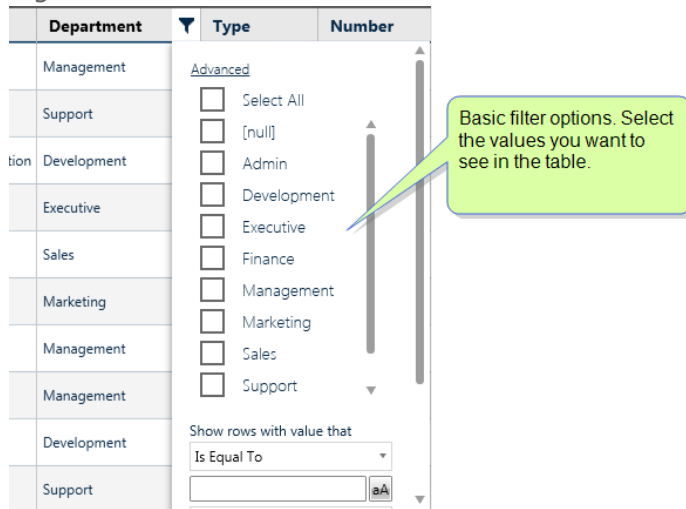 Department Type Number
Management
Support
tion Development
Executive
Sales
Marketing
Management
Management
Development
Support
Advanced
Select All
[null]
Admin
Development
Executive
Finance
Management
Marketing
Sales
Support
Show rows with value that
Is Equal To
aA
Basic filter options. Select
the values you want to
see in the table.